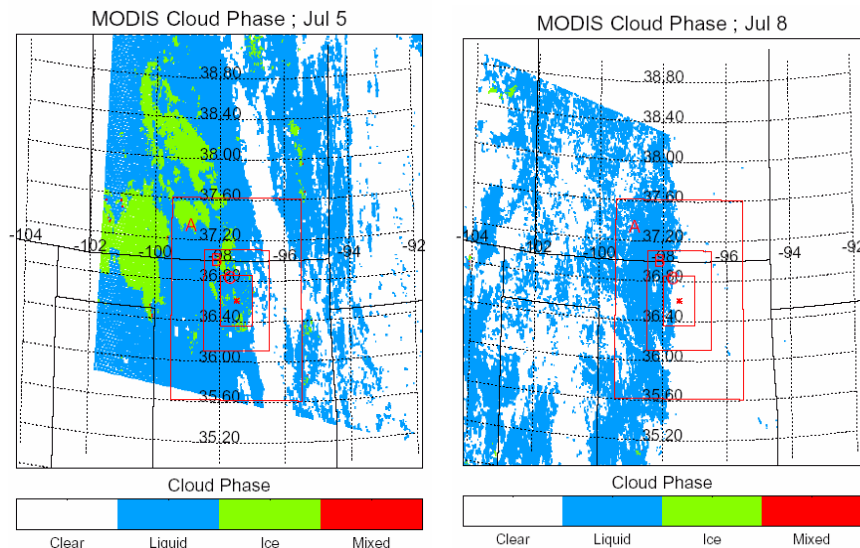 MODIS Cloud Phase ; Jul 5
38.80
38.40
38.00
37.60
A
37.20
-104
-102
-100
-98
-96
-94
-92
B
36.80
C
36.40
36.00
35.60
35.20
Cloud Phase
Clear Liquid Ice Mixed
MODIS Cloud Phase ; Jul 8
38.80
38.40
38.00
37.60
A
37.20
-104
-102
-100
-98
-96
-94
-92
B
36.80
C
36.40
36.00
35.60
35.20
Cloud Phase
Clear Liquid Ice Mixed